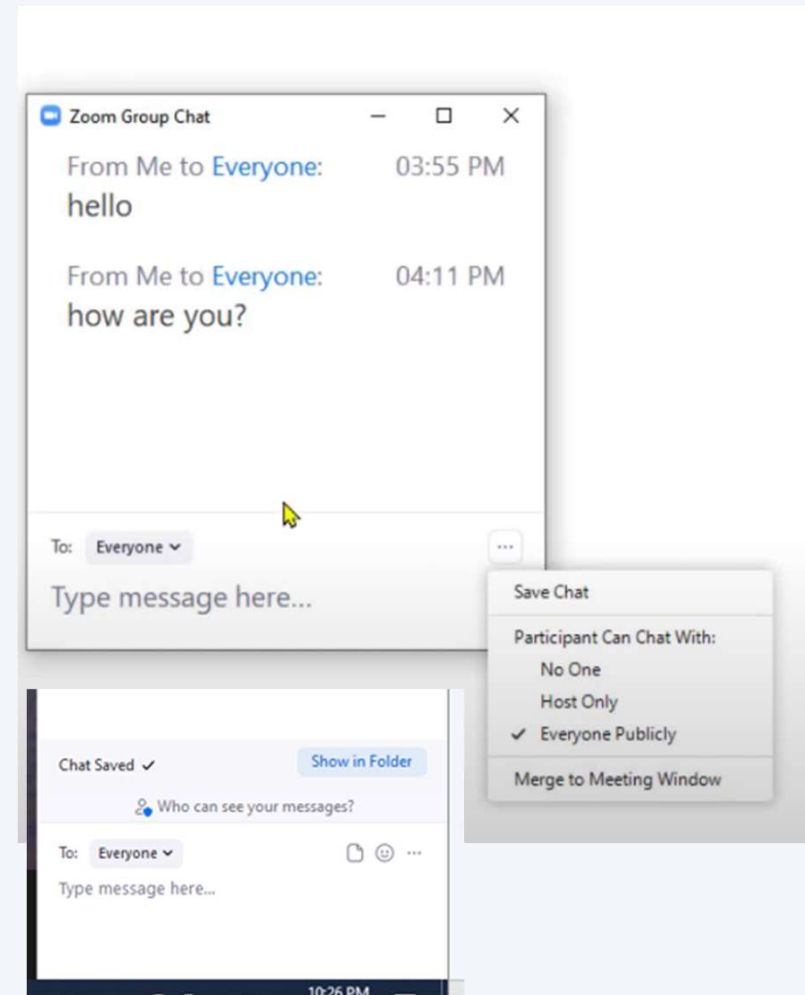 Zoom Group Chat
From Me to Everyone: 03:55 PM
hello
From Me to Everyone: 04:11 PM
how are you?
To: Everyone
Type message here...
Save Chat
Participant Can Chat With:
No One
Host Only
Everyone Publicly
Merge to Meeting Window
Chat Saved
Show in Folder
Who can see your messages?
To: Everyone
Type message here...
10:26 PM